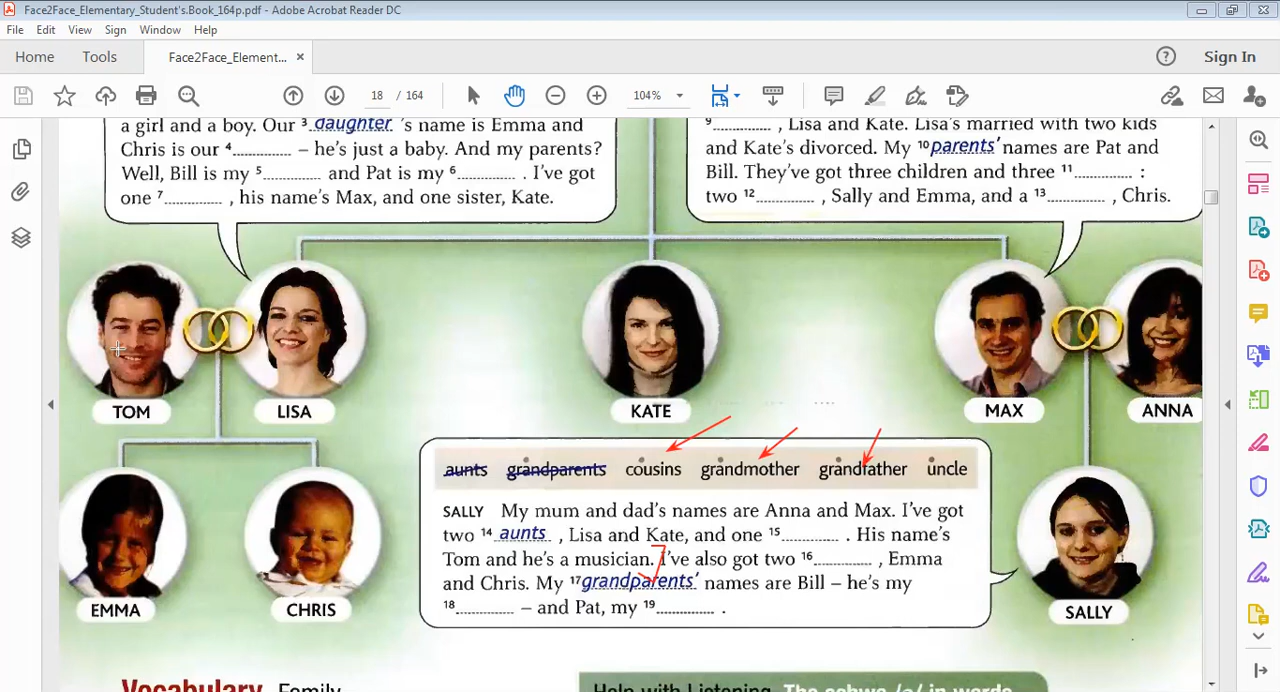 Face2Face_Elementary_Student's.Book_164p.pdf - Adobe Acrobat Reader DC
File Edit View Sign Window Help
Home Tools Face2Face_Element... × ? Sign In
18 / 164 104%
a girl and a boy. Our ³ daughter 's name is Emma and
Chris is our ⁴............ – he's just a baby. And my parents?
Well, Bill is my ⁵............ and Pat is my ⁶............ . I've got
one ⁷............ , his name's Max, and one sister, Kate.
⁹............ , Lisa and Kate. Lisa's married with two kids
and Kate's divorced. My ¹⁰ parents' names are Pat and
Bill. They've got three children and three ¹¹............ :
two ¹²............ , Sally and Emma, and a ¹³............ , Chris.
TOM LISA KATE MAX ANNA
aunts grandparents cousins grandmother grandfather uncle
SALLY My mum and dad's names are Anna and Max. I've got
two ¹⁴ aunts , Lisa and Kate, and one ¹⁵............ . His name's
Tom and he's a musician. I've also got two ¹⁶............ , Emma
and Chris. My ¹⁷ grandparents' names are Bill – he's my
¹⁸............ – and Pat, my ¹⁹............ .
EMMA CHRIS SALLY
Vocabulary Family
Help with Listening The schwa /ə/ in words